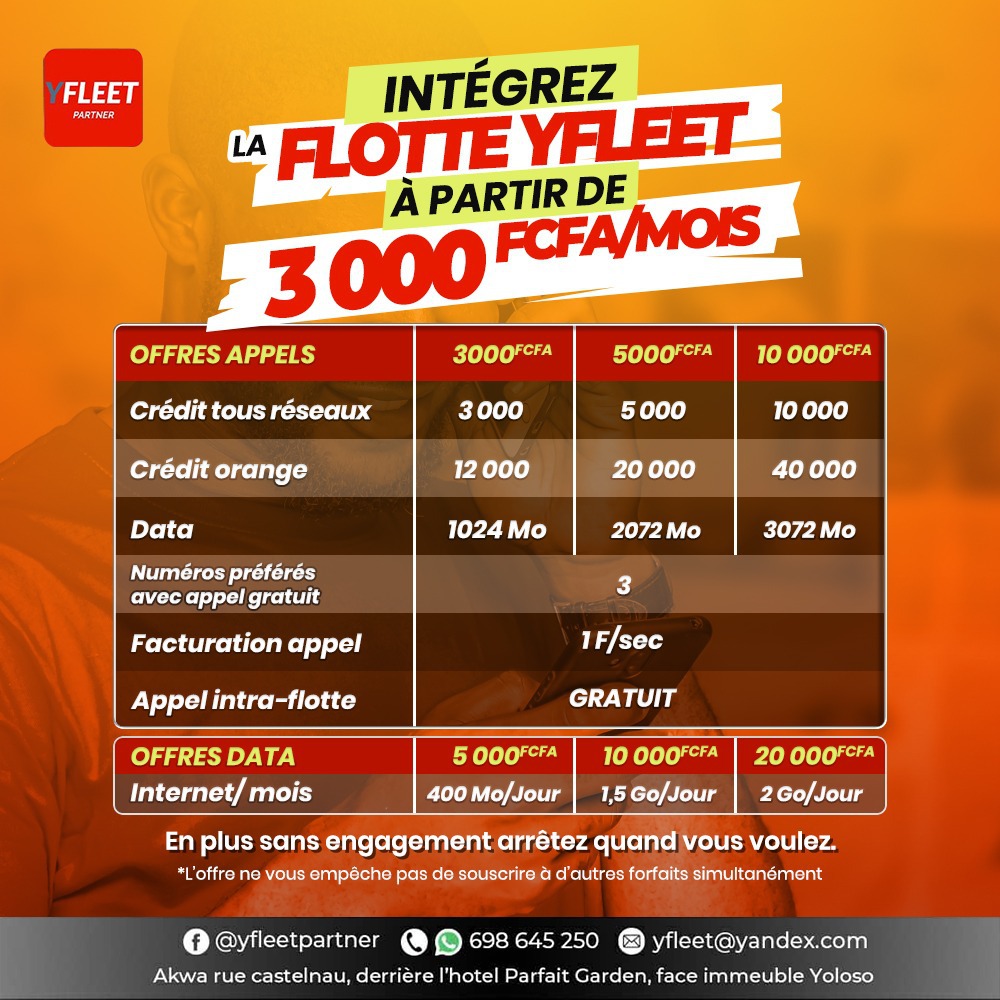 YFLEET
PARTNER
INTÉGREZ
LA FLOTTE YFLEET
À PARTIR DE
3 000 FCFA/MOIS
OFFRES APPELS 3000FCFA 5000FCFA 10 000FCFA
Crédit tous réseaux 3 000 5 000 10 000
Crédit orange 12 000 20 000 40 000
Data 1024 Mo 2072 Mo 3072 Mo
Numéros préférés
avec appel gratuit 3
Facturation appel 1 F/sec
Appel intra-flotte GRATUIT
OFFRES DATA 5 000FCFA 10 000FCFA 20 000FCFA
Internet/ mois 400 Mo/Jour 1,5 Go/Jour 2 Go/Jour
En plus sans engagement arrêtez quand vous voulez.
*L'offre ne vous empêche pas de souscrire à d'autres forfaits simultanément
@yfleetpartner 698 645 250 yfleet@yandex.com
Akwa rue castelnau, derrière l'hotel Parfait Garden, face immeuble Yoloso